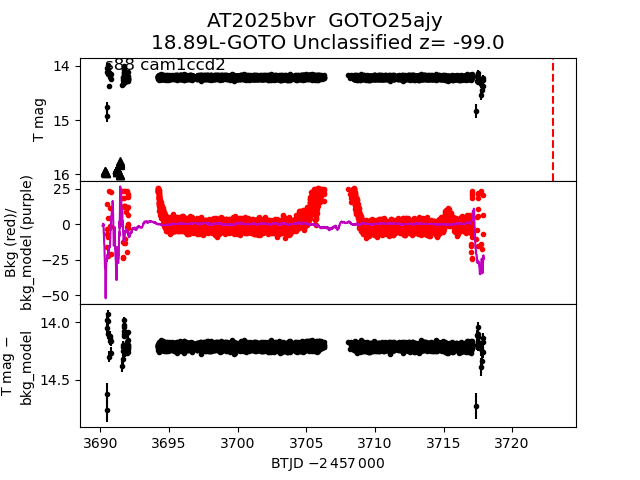 AT2025bvr  GOTO25ajy
18.89L-GOTO Unclassified z= -99.0
s88 cam1ccd2
14
15
16
T mag
25
0
−25
−50
Bkg (red)/
bkg_model (purple)
14.0
14.5
T mag −
bkg_model
3690
3695
3700
3705
3710
3715
3720
BTJD −2 457 000